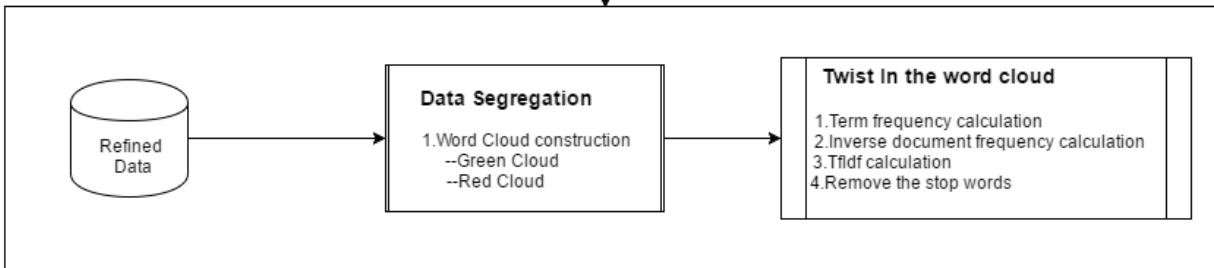 Refined
Data
Data Segregation
1.Word Cloud construction
--Green Cloud
--Red Cloud
Twist In the word cloud
1.Term frequency calculation
2.Inverse document frequency calculation
3.TfIdf calculation
4.Remove the stop words